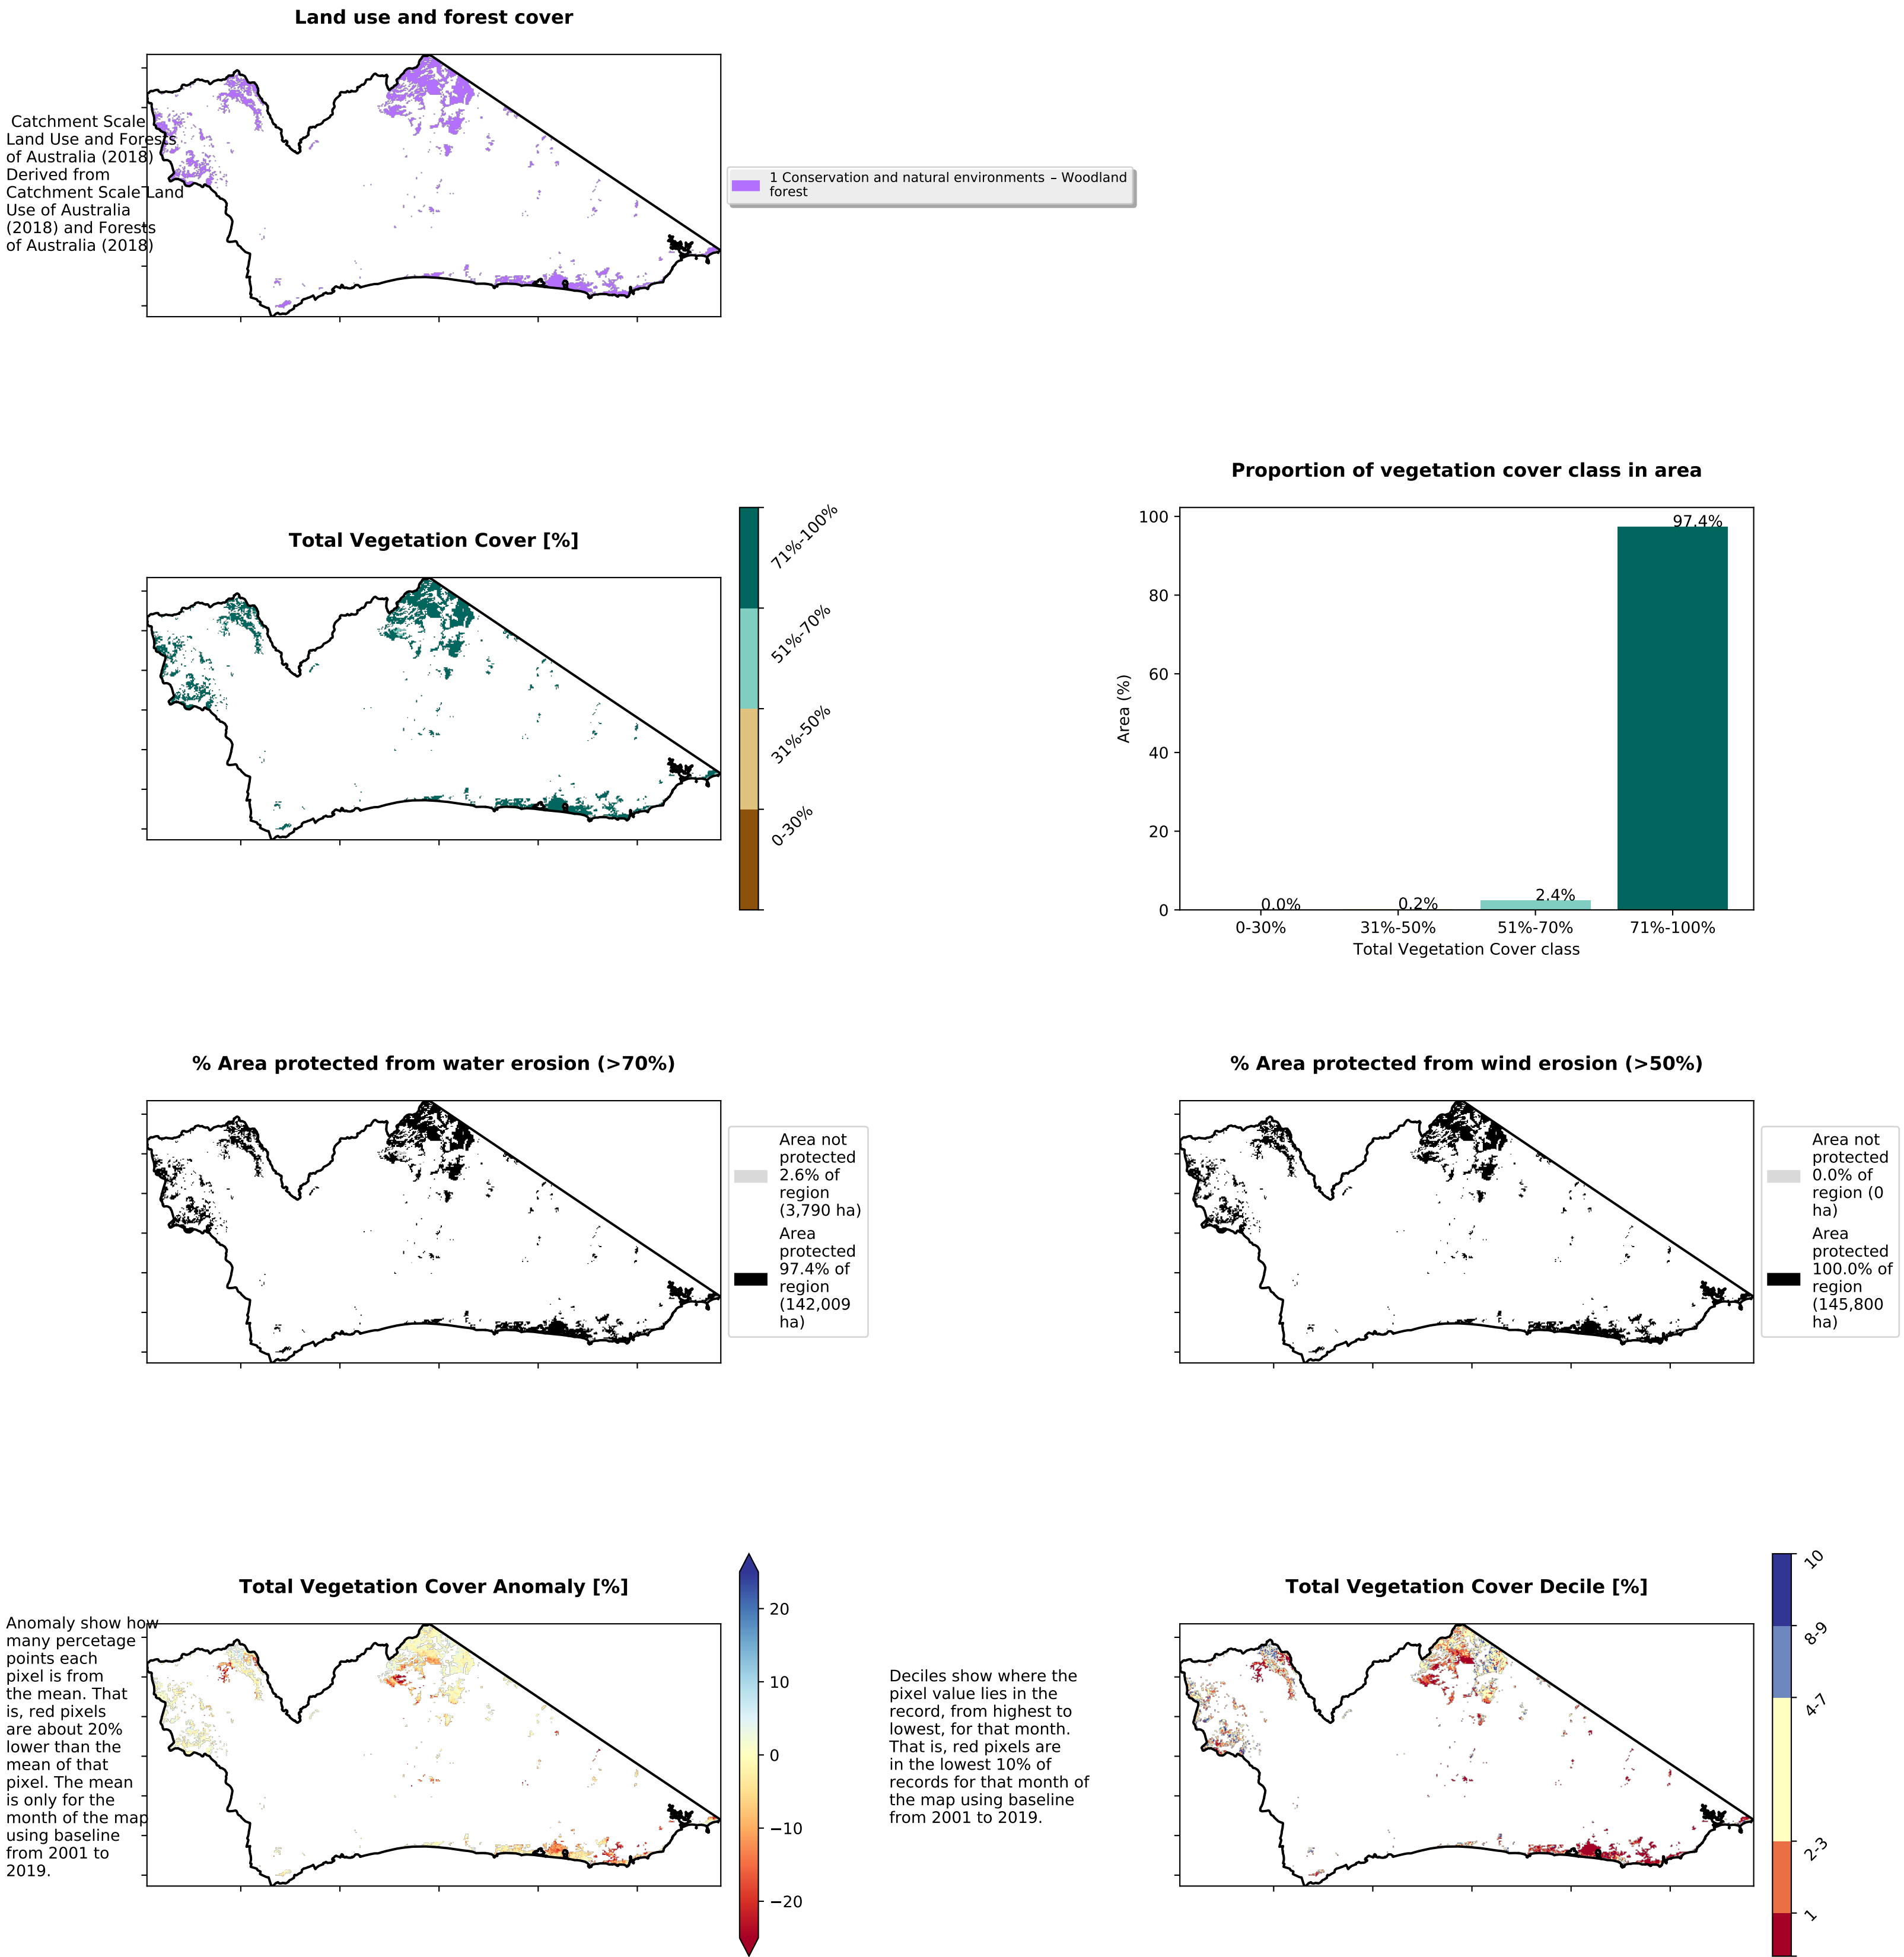 Land use and forest cover
Catchment Scale
Land Use and Forests
of Australia (2018)
Derived from
Catchment Scale Land
Use of Australia
(2018) and Forests
of Australia (2018)
1 Conservation and natural environments – Woodland
forest
Total Vegetation Cover [%]
71%-100%
51%-70%
31%-50%
0-30%
Proportion of vegetation cover class in area
100
80
60
40
20
0
Area (%)
0.0%
0.2%
2.4%
97.4%
0-30%
31%-50%
51%-70%
71%-100%
Total Vegetation Cover class
% Area protected from water erosion (>70%)
Area not
protected
2.6% of
region
(3,790 ha)
Area
protected
97.4% of
region
(142,009
ha)
% Area protected from wind erosion (>50%)
Area not
protected
0.0% of
region (0
ha)
Area
protected
100.0% of
region
(145,800
ha)
Total Vegetation Cover Anomaly [%]
Anomaly show how
many percetage
points each
pixel is from
the mean. That
is, red pixels
are about 20%
lower than the
mean of that
pixel. The mean
is only for the
month of the map
using baseline
from 2001 to
2019.
20
10
0
−10
−20
Total Vegetation Cover Decile [%]
Deciles show where the
pixel value lies in the
record, from highest to
lowest, for that month.
That is, red pixels are
in the lowest 10% of
records for that month of
the map using baseline
from 2001 to 2019.
10
8-9
4-7
2-3
1